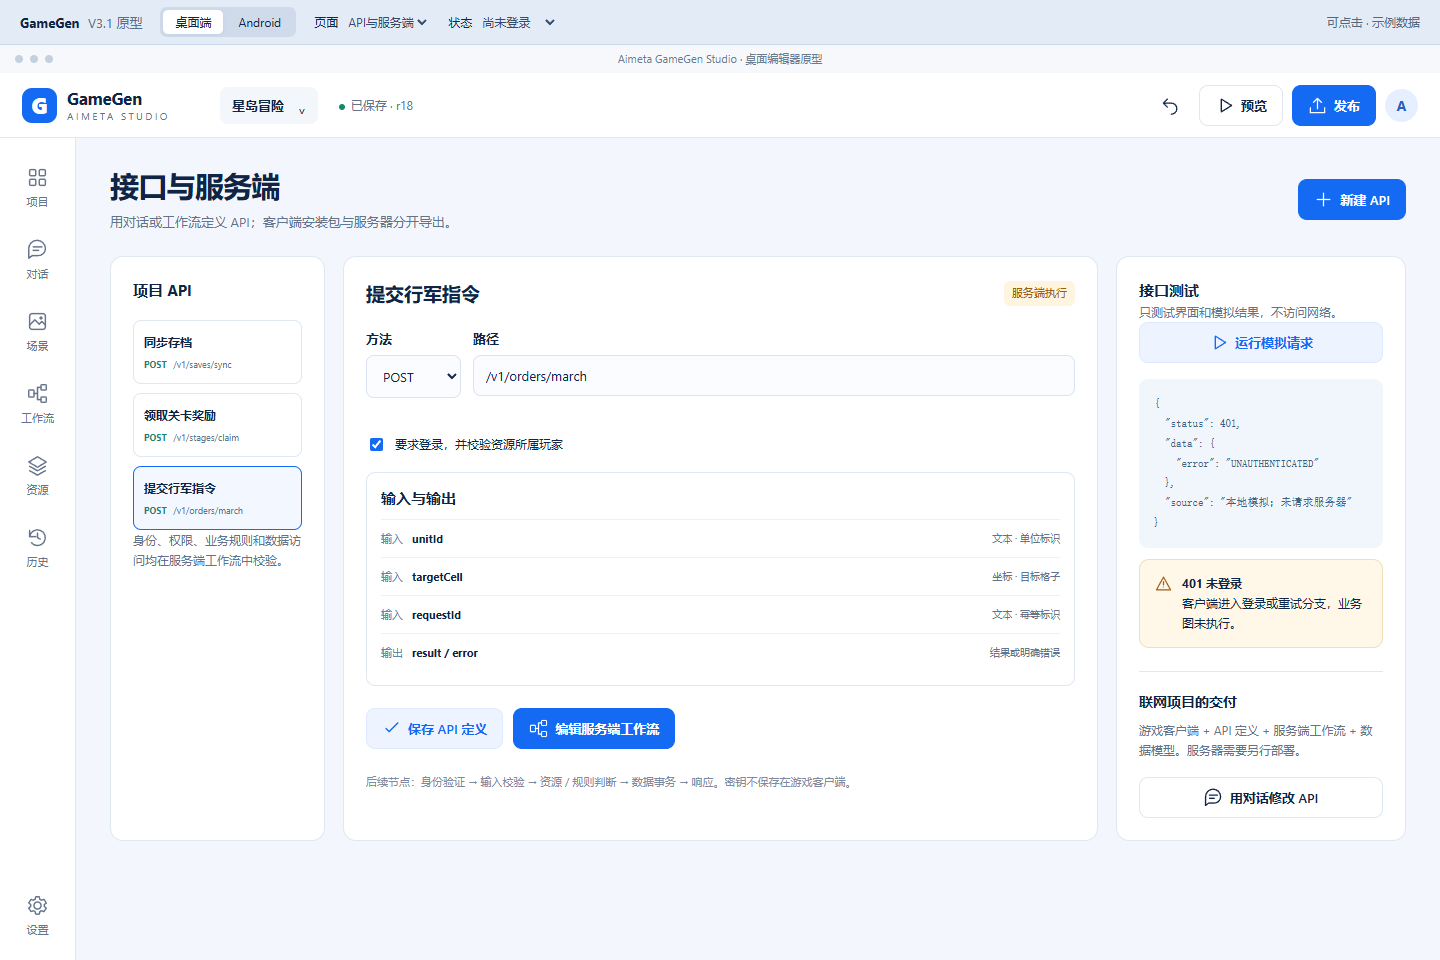 GameGen V3.1 原型 桌面端 Android 页面 API与服务端 状态 尚未登录 可点击 · 示例数据
Aimeta GameGen Studio · 桌面编辑器原型
G GameGen AIMETA STUDIO 星岛冒险 已保存 · r18 预览 发布 A
项目
对话
场景
工作流
资源
历史
设置
接口与服务端
用对话或工作流定义 API；客户端安装包与服务器分开导出。
新建 API
项目 API
同步存档
POST /v1/saves/sync
领取关卡奖励
POST /v1/stages/claim
提交行军指令
POST /v1/orders/march
身份、权限、业务规则和数据访
问均在服务端工作流中校验。
提交行军指令
服务端执行
方法 路径
POST /v1/orders/march
要求登录，并校验资源所属玩家
输入与输出
输入 unitId 文本 · 单位标识
输入 targetCell 坐标 · 目标格子
输入 requestId 文本 · 幂等标识
输出 result / error 结果或明确错误
保存 API 定义 编辑服务端工作流
后续节点：身份验证 → 输入校验 → 资源 / 规则判断 → 数据事务 → 响应。密钥不保存在游戏客户端。
接口测试
只测试界面和模拟结果，不访问网络。
运行模拟请求
{
"status": 401,
"data": {
"error": "UNAUTHENTICATED"
},
"source": "本地模拟；未请求服务器"
}
401 未登录
客户端进入登录或重试分支，业务
图未执行。
联网项目的交付
游戏客户端 + API 定义 + 服务端工作流 + 数
据模型。服务器需要另行部署。
用对话修改 API